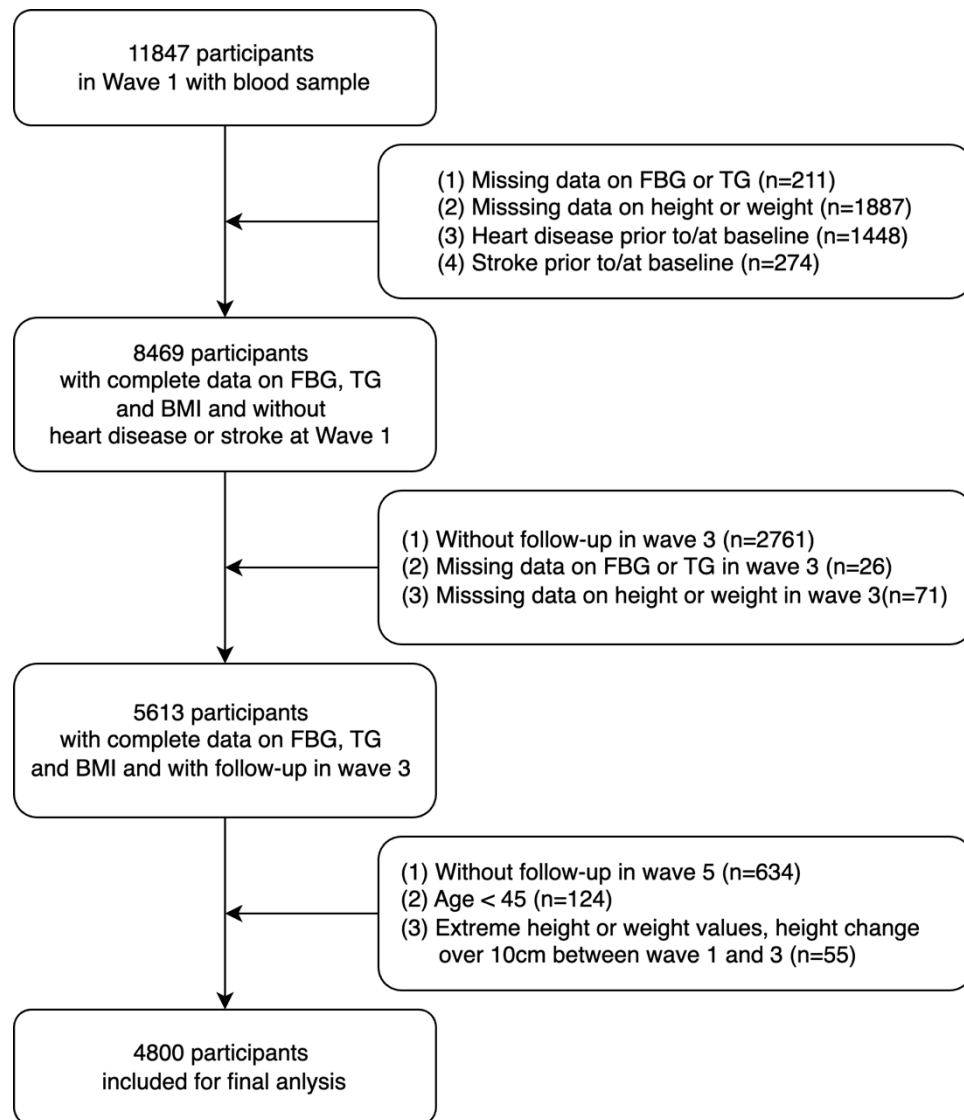 11847 participants
in Wave 1 with blood sample
(1) Missing data on FBG or TG (n=211)
(2) Misssing data on height or weight (n=1887)
(3) Heart disease prior to/at baseline (n=1448)
(4) Stroke prior to/at baseline (n=274)
8469 participants
with complete data on FBG, TG
and BMI and without
heart disease or stroke at Wave 1
(1) Without follow-up in wave 3 (n=2761)
(2) Missing data on FBG or TG in wave 3 (n=26)
(3) Misssing data on height or weight in wave 3(n=71)
5613 participants
with complete data on FBG, TG
and BMI and with follow-up in wave 3
(1) Without follow-up in wave 5 (n=634)
(2) Age < 45 (n=124)
(3) Extreme height or weight values, height change
over 10cm between wave 1 and 3 (n=55)
4800 participants
included for final anlysis